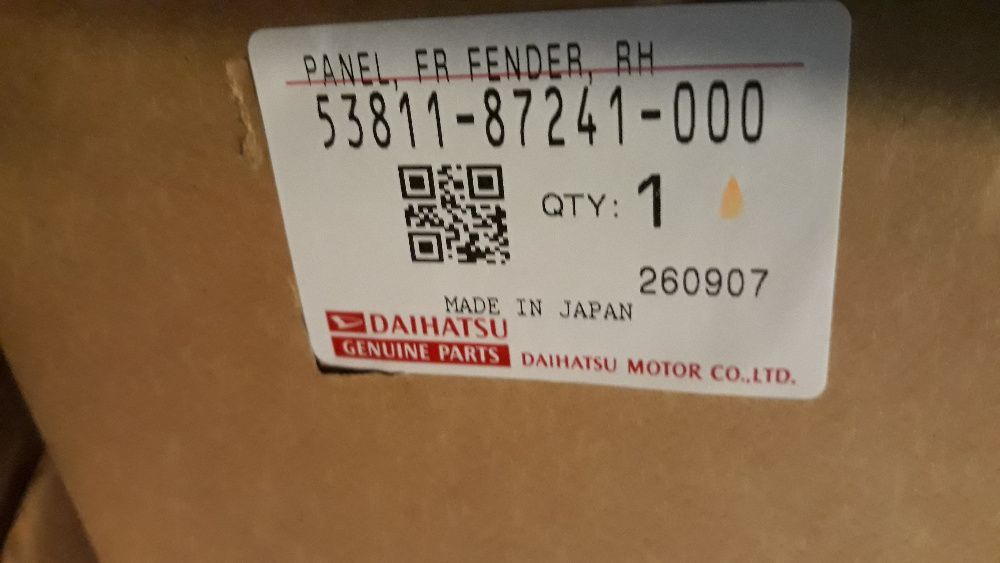 PANEL, FR FENDER, RH
53811-87241-000
QTY: 1
260907
MADE IN JAPAN
DAIHATSU
GENUINE PARTS
DAIHATSU MOTOR CO.,LTD.